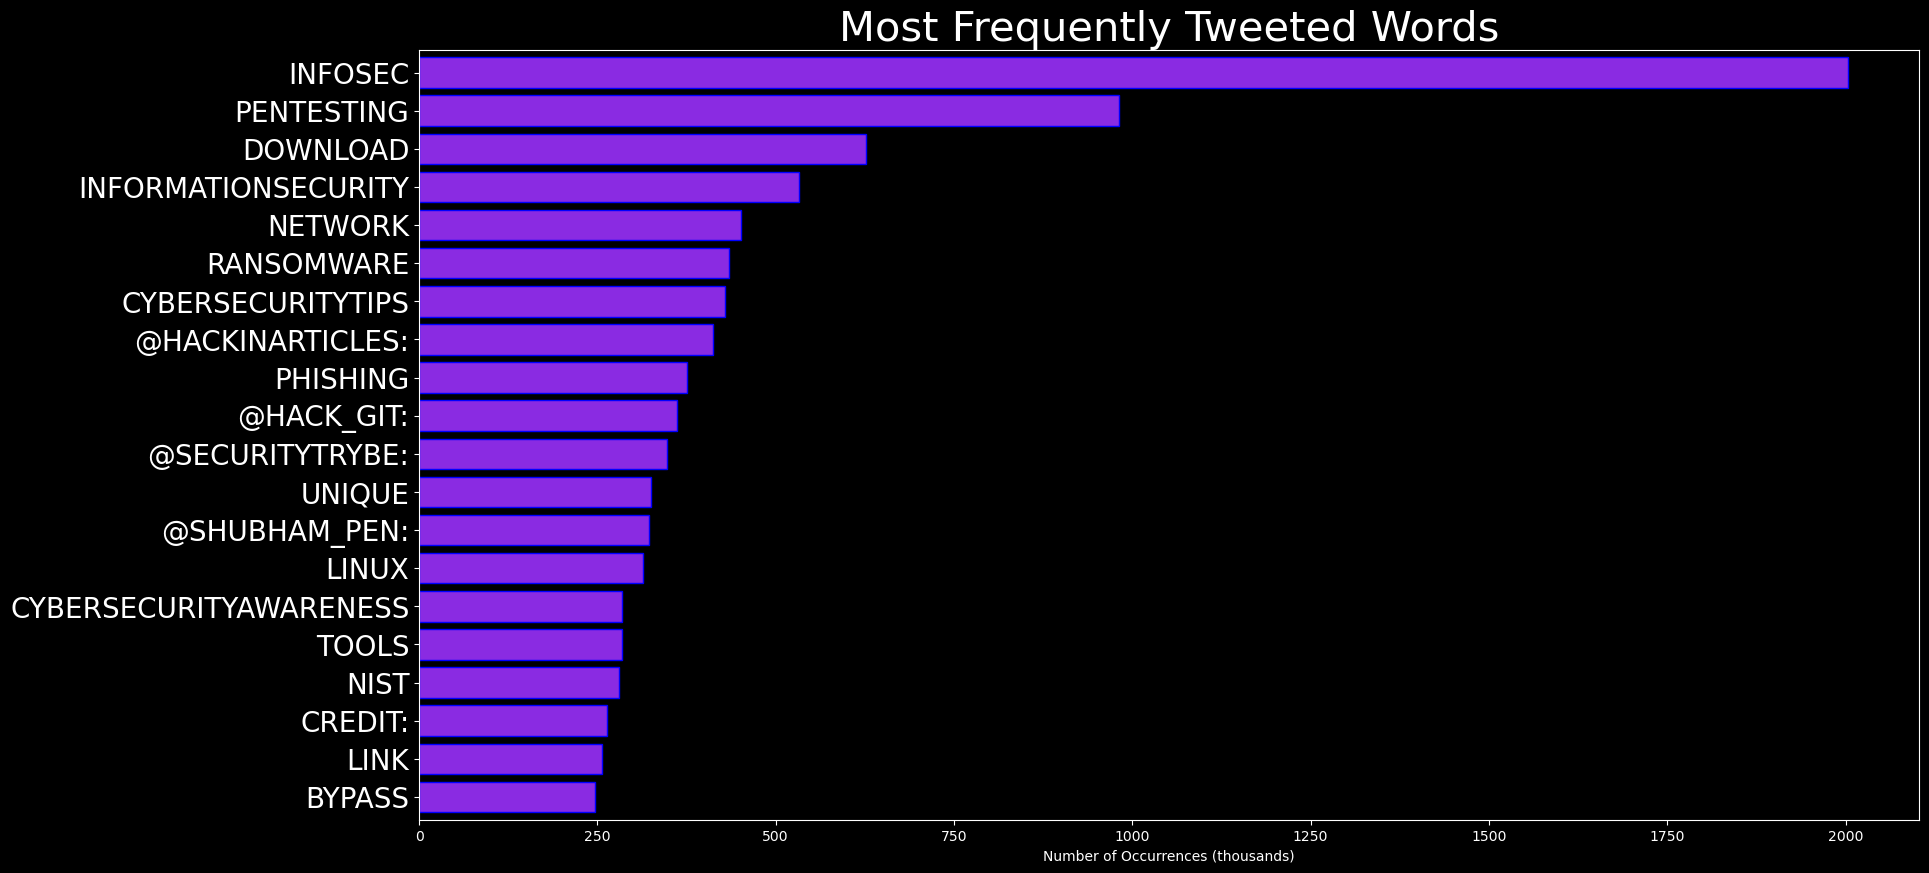 Most Frequently Tweeted Words
INFOSEC
PENTESTING
DOWNLOAD
INFORMATIONSECURITY
NETWORK
RANSOMWARE
CYBERSECURITYTIPS
@HACKINARTICLES:
PHISHING
@HACK_GIT:
@SECURITYTRYBE:
UNIQUE
@SHUBHAM_PEN:
LINUX
CYBERSECURITYAWARENESS
TOOLS
NIST
CREDIT:
LINK
BYPASS
0 250 500 750 1000 1250 1500 1750 2000
Number of Occurrences (thousands)